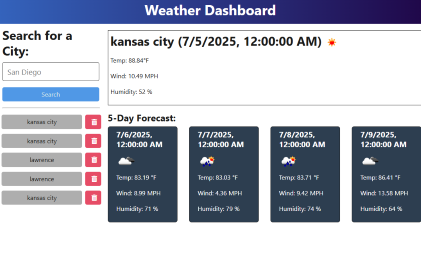 Weather Dashboard
Search for a
City:
San Diego
Search
kansas city
kansas city
lawrence
lawrence
kansas city
kansas city (7/5/2025, 12:00:00 AM)
Temp: 88.84°F
Wind: 10.49 MPH
Humidity: 52 %
5-Day Forecast:
7/6/2025,
12:00:00 AM
Temp: 83.19 °F
Wind: 8.99 MPH
Humidity: 71 %
7/7/2025,
12:00:00 AM
Temp: 83.03 °F
Wind: 4.36 MPH
Humidity: 79 %
7/8/2025,
12:00:00 AM
Temp: 83.71 °F
Wind: 9.42 MPH
Humidity: 74 %
7/9/2025,
12:00:00 AM
Temp: 86.41 °F
Wind: 13.58 MPH
Humidity: 64 %